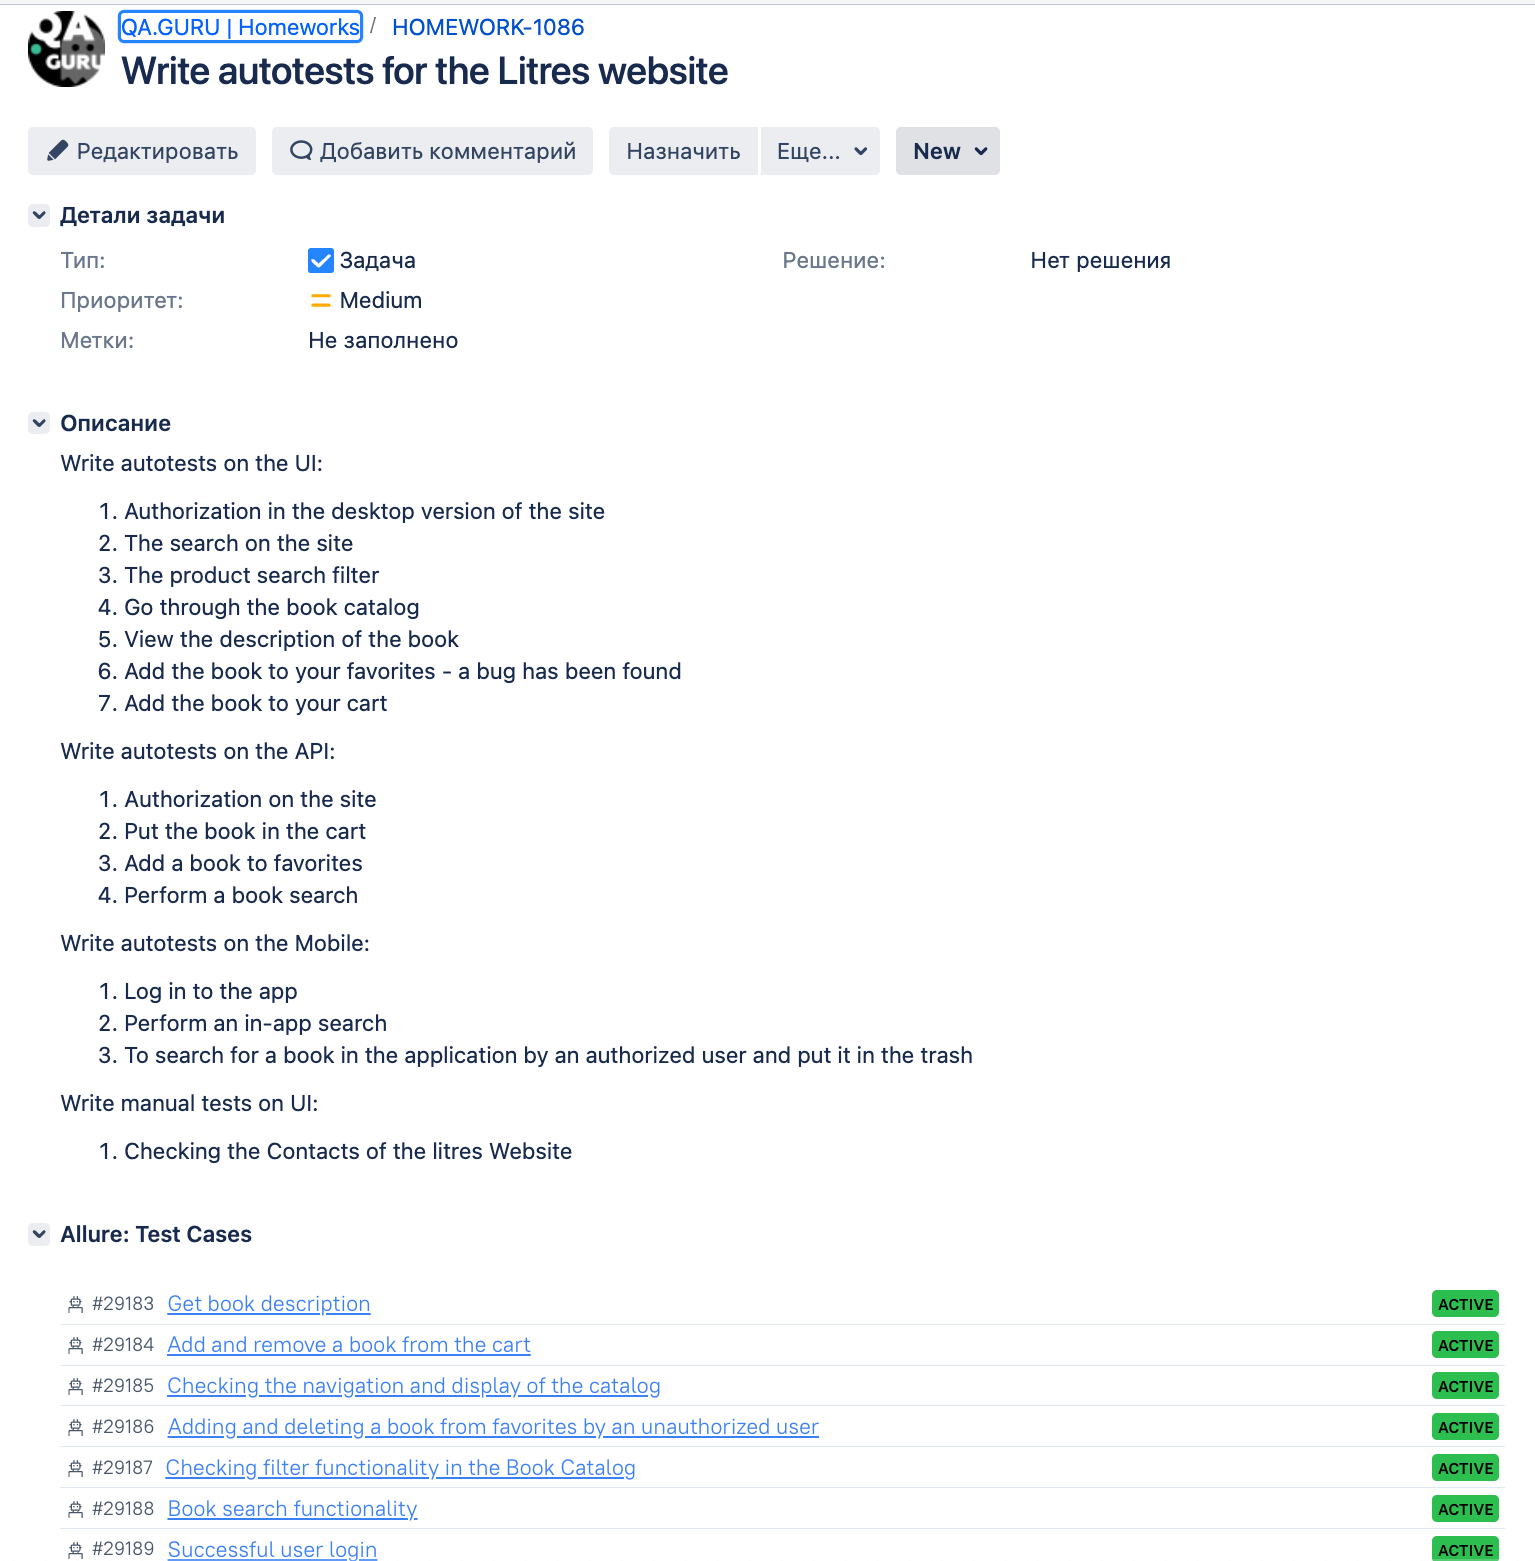 QA
GURU
QA.GURU | Homeworks / HOMEWORK-1086
Write autotests for the Litres website
Редактировать Добавить комментарий Назначить Еще... New
Детали задачи
Тип: Задача Решение: Нет решения
Приоритет: Medium
Метки: Не заполнено
Описание
Write autotests on the UI:
1. Authorization in the desktop version of the site
2. The search on the site
3. The product search filter
4. Go through the book catalog
5. View the description of the book
6. Add the book to your favorites - a bug has been found
7. Add the book to your cart
Write autotests on the API:
1. Authorization on the site
2. Put the book in the cart
3. Add a book to favorites
4. Perform a book search
Write autotests on the Mobile:
1. Log in to the app
2. Perform an in-app search
3. To search for a book in the application by an authorized user and put it in the trash
Write manual tests on UI:
1. Checking the Contacts of the litres Website
Allure: Test Cases
#29183 Get book description ACTIVE
#29184 Add and remove a book from the cart ACTIVE
#29185 Checking the navigation and display of the catalog ACTIVE
#29186 Adding and deleting a book from favorites by an unauthorized user ACTIVE
#29187 Checking filter functionality in the Book Catalog ACTIVE
#29188 Book search functionality ACTIVE
#29189 Successful user login ACTIVE